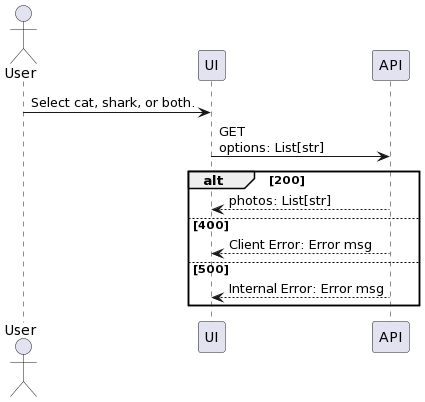 User
UI
API
Select cat, shark, or both.
GET
options: List[str]
alt [200]
photos: List[str]
[400]
Client Error: Error msg
[500]
Internal Error: Error msg
User
UI
API